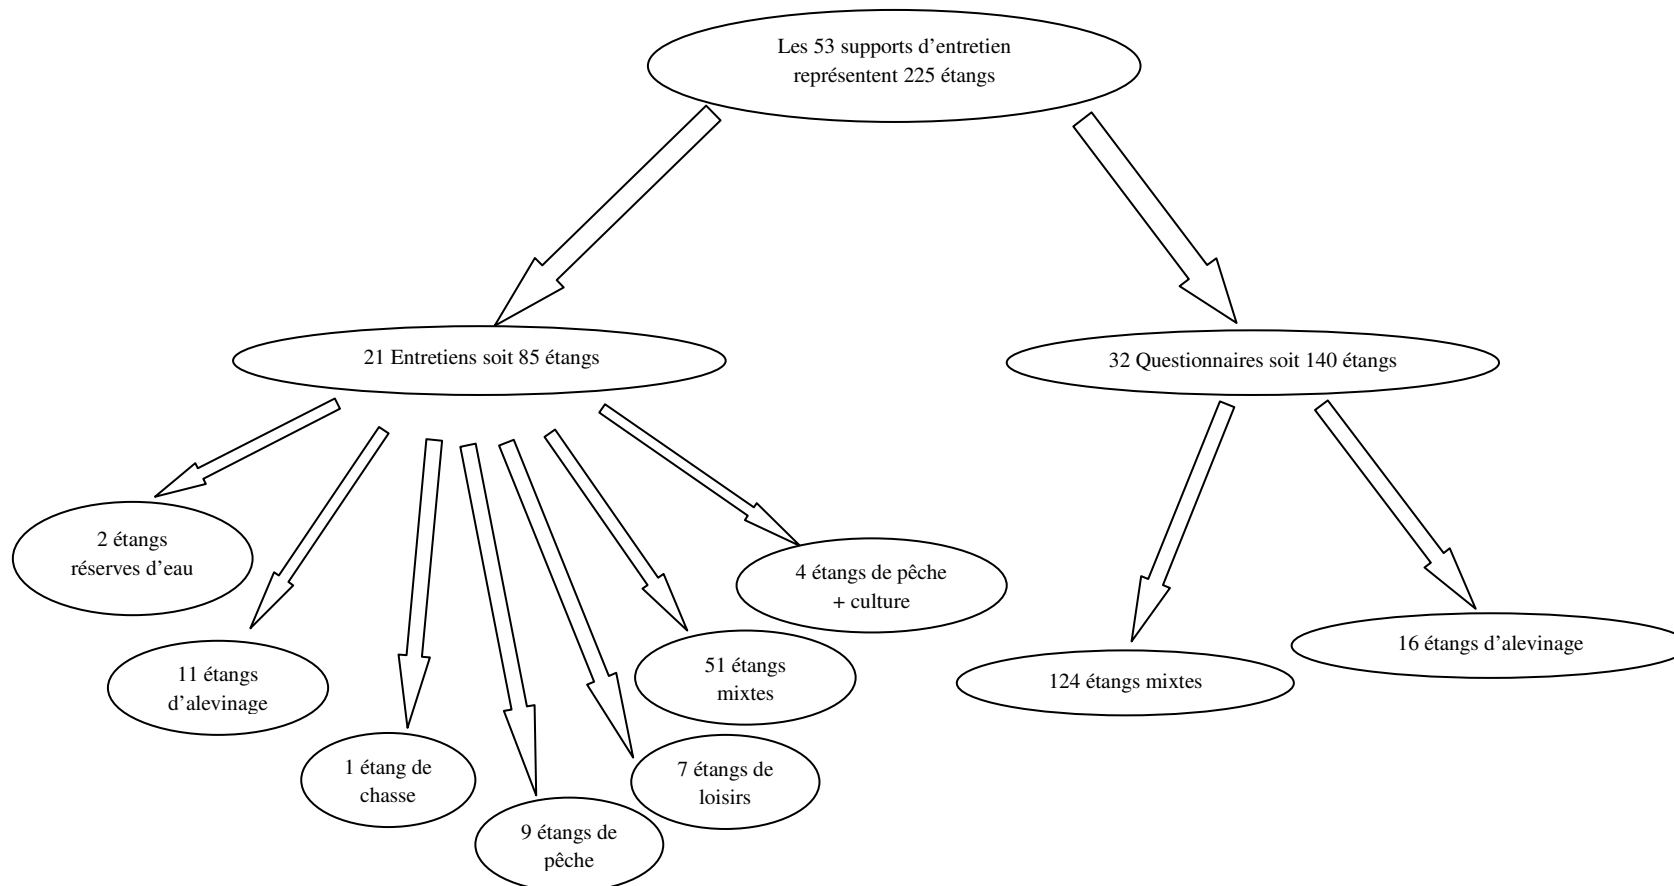 Les 53 supports d’entretien
représentent 225 étangs
21 Entretiens soit 85 étangs
32 Questionnaires soit 140 étangs
2 étangs
réserves d’eau
11 étangs
d’alevinage
1 étang de
chasse
9 étangs de
pêche
7 étangs de
loisirs
51 étangs
mixtes
4 étangs de pêche
+ culture
124 étangs mixtes
16 étangs d’alevinage